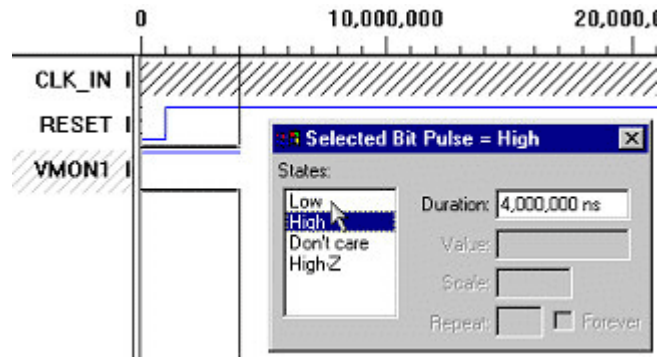 0 10,000,000 20,000,
CLK_IN I
RESET I
VMON1 I
Selected Bit Pulse = High
States:
Low
High
Don't care
High-Z
Duration: 4,000,000 ns
Value:
Scale:
Repeat: Forever